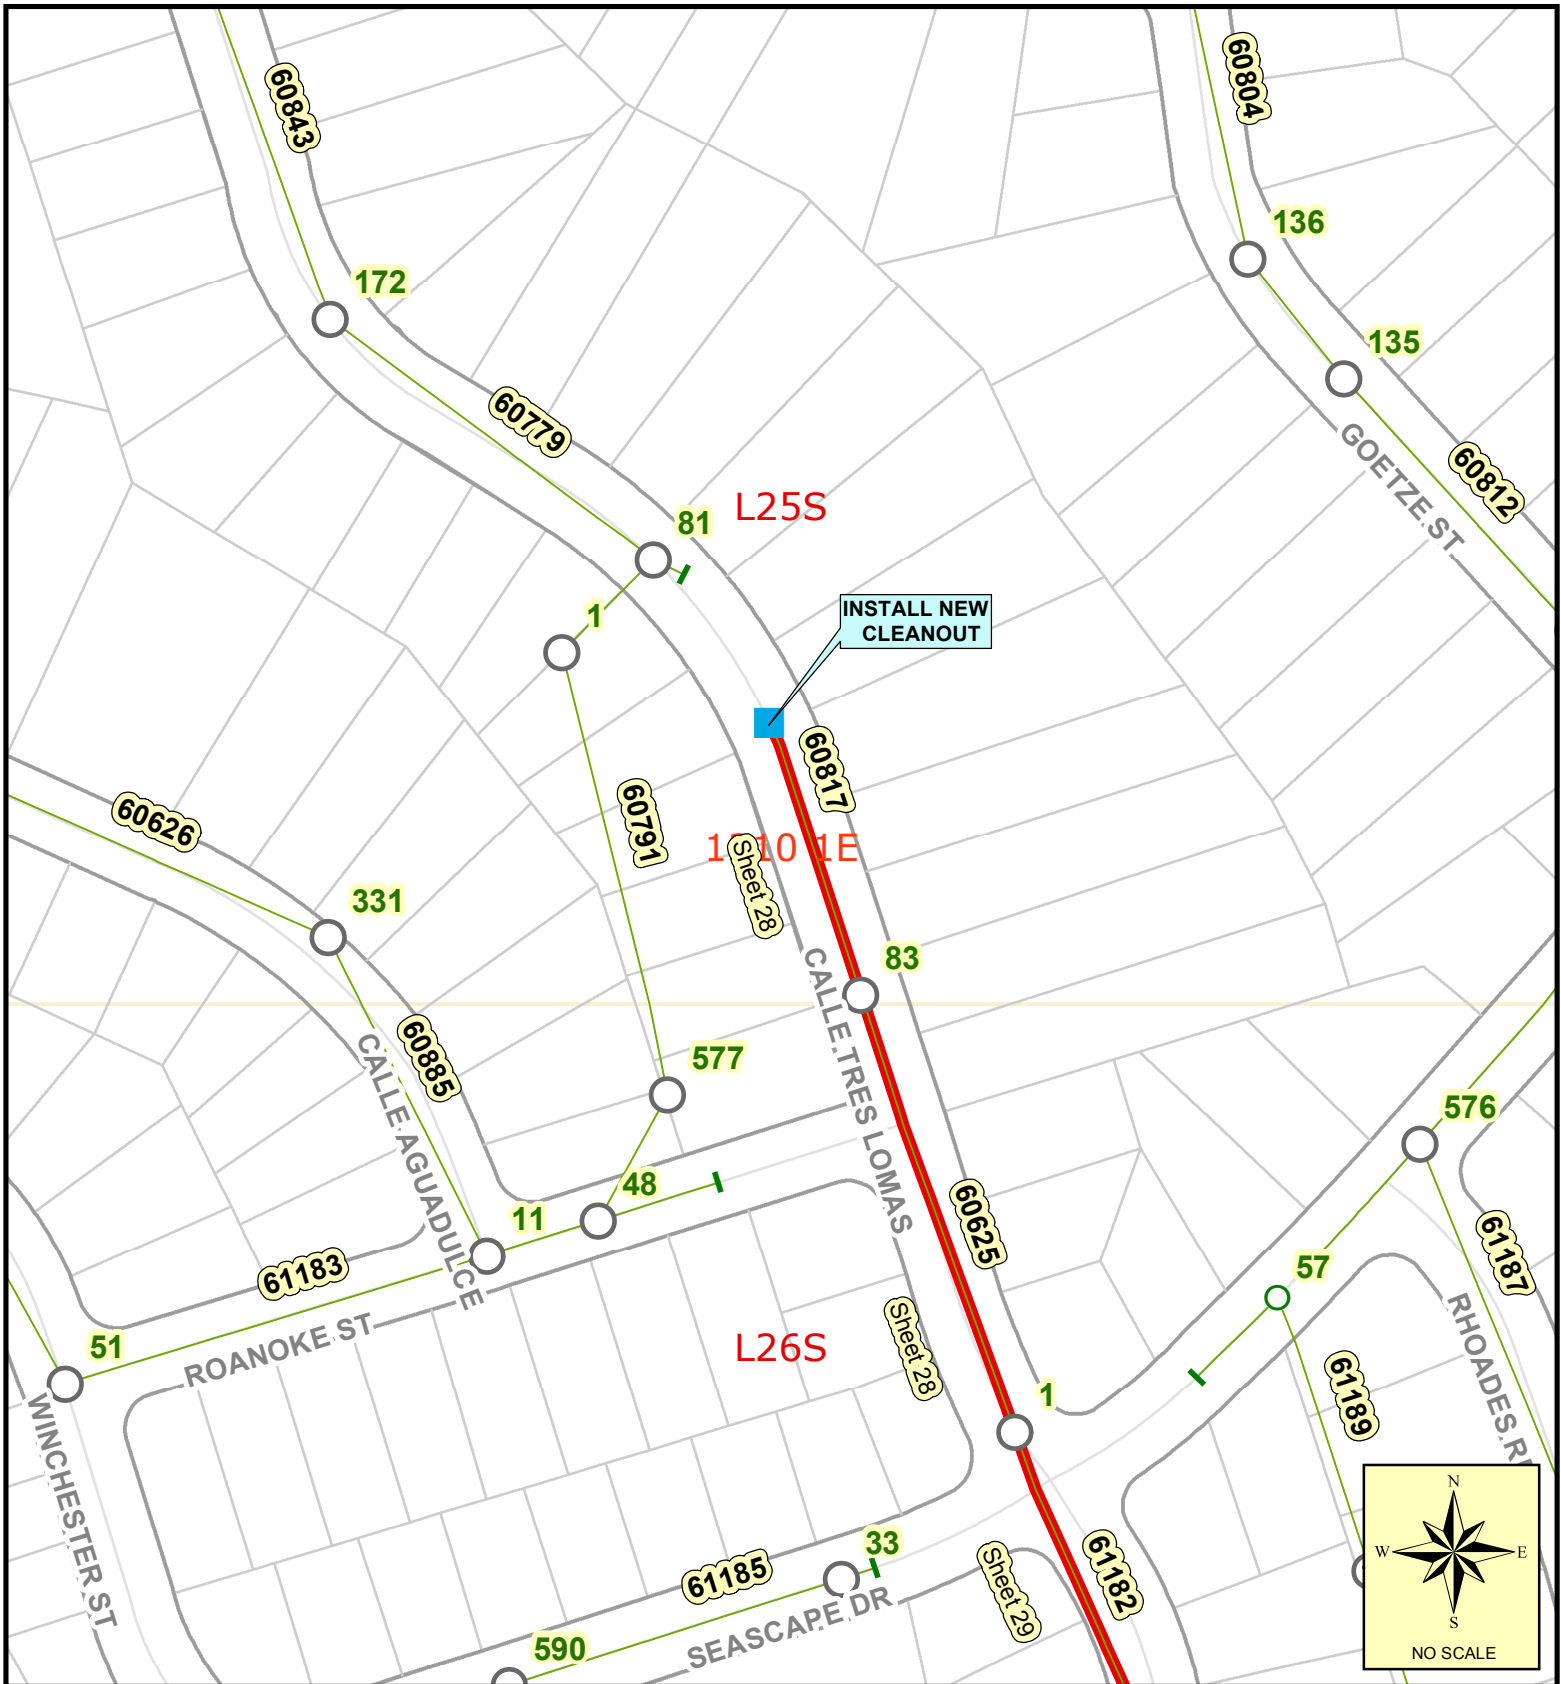 60843
60804
136
172
135
60779
GOETZE ST
60812
L25S
81
INSTALL NEW
CLEANOUT
1
60817
60791
60626
Sheet 28
331
83
CALLE TRES LOMAS
60885
CALLE AGUADULCE
577
576
48
11
60625
61187
61183
57
RHOADES
51
ROANOKE ST
L26S
Sheet 28
61189
1
WINCHESTER ST
33
61185
61182
Sheet 29
SEASCAPE DR
590
N
W
E
S
NO SCALE